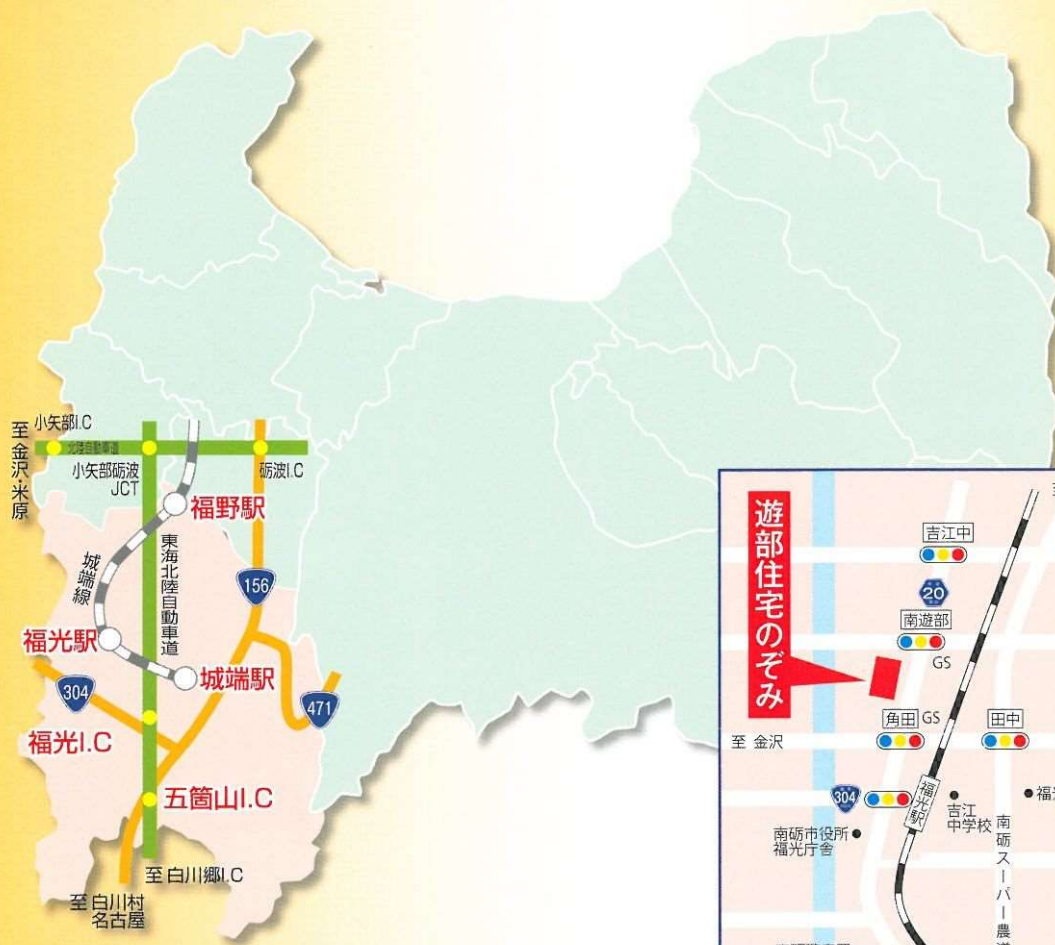 至金沢・米原
小矢部I.C
北陸自動車道
小矢部砺波
JCT
砺波I.C
福野駅
城端線
東海北陸自動車道
156
福光駅
城端駅
304
471
福光I.C
五箇山I.C
至 白川郷I.C
至 白川村
名古屋
遊部住宅のぞみ
吉江中
20
南遊部
GS
角田
GS
田中
至 金沢
304
福光駅
吉江
中学校
南砺市役所
福光庁舎
南砺スーパー農道